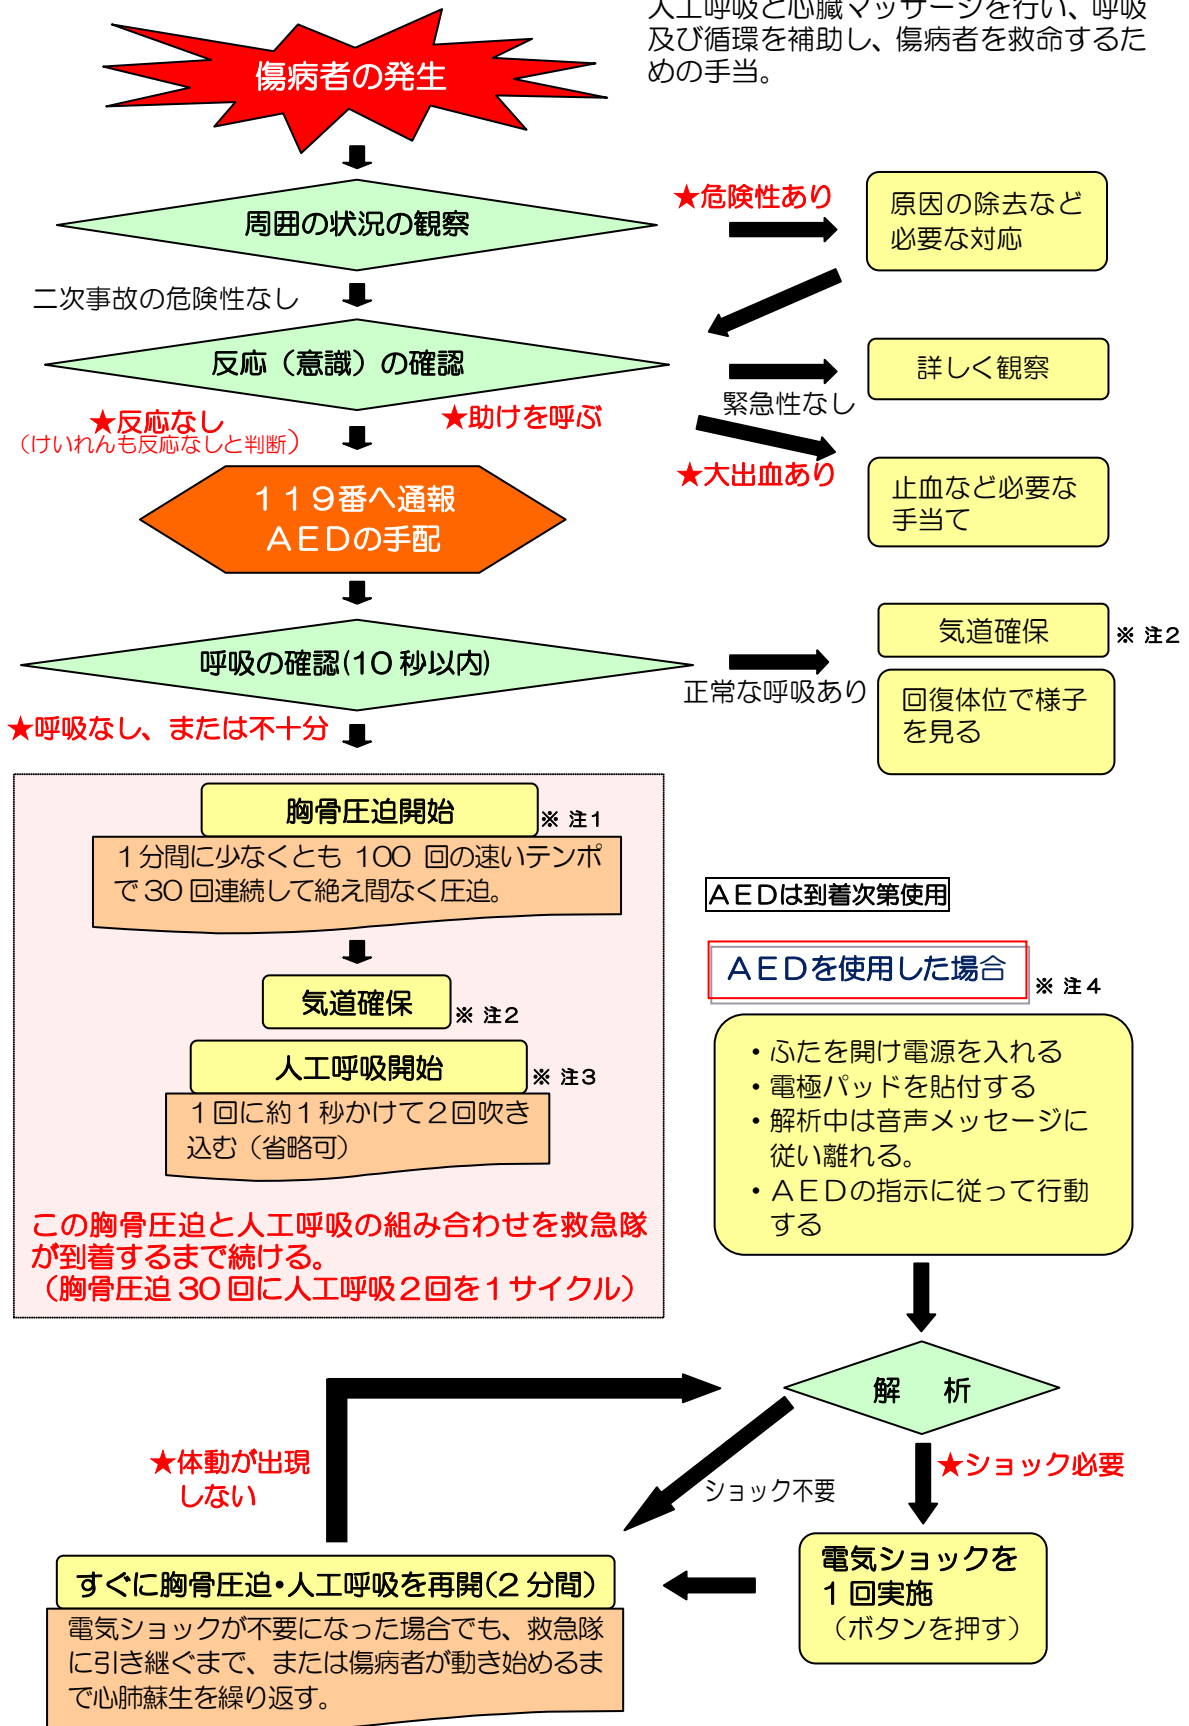 人工呼吸と心臓マッサージを行い、呼吸
及び循環を補助し、傷病者を救命するた
めの手当。
傷病者の発生
周囲の状況の観察
★危険性あり
原因の除去など
必要な対応
二次事故の危険性なし
反応（意識）の確認
詳しく観察
緊急性なし
★反応なし
（けいれんも反応なしと判断）
★助けを呼ぶ
★大出血あり
止血など必要な
手当て
１１９番へ通報
ＡＥＤの手配
呼吸の確認(10 秒以内)
正常な呼吸あり
気道確保
※ 注２
回復体位で様子
を見る
★呼吸なし、または不十分
胸骨圧迫開始
※ 注１
１分間に少なくとも 100 回の速いテンポ
で 30 回連続して絶え間なく圧迫。
気道確保
※ 注２
人工呼吸開始
※ 注３
１回に約１秒かけて２回吹き
込む（省略可）
この胸骨圧迫と人工呼吸の組み合わせを救急隊
が到着するまで続ける。
（胸骨圧迫 30 回に人工呼吸２回を１サイクル）
ＡＥＤは到着次第使用
ＡＥＤを使用した場合
※ 注４
・ふたを開け電源を入れる
・電極パッドを貼付する
・解析中は音声メッセージに
従い離れる。
・ＡＥＤの指示に従って行動
する
解　析
★体動が出現
しない
ショック不要
★ショック必要
電気ショックを
１回実施
（ボタンを押す）
すぐに胸骨圧迫・人工呼吸を再開(２分間）
電気ショックが不要になった場合でも、救急隊
に引き継ぐまで、または傷病者が動き始めるま
で心肺蘇生を繰り返す。